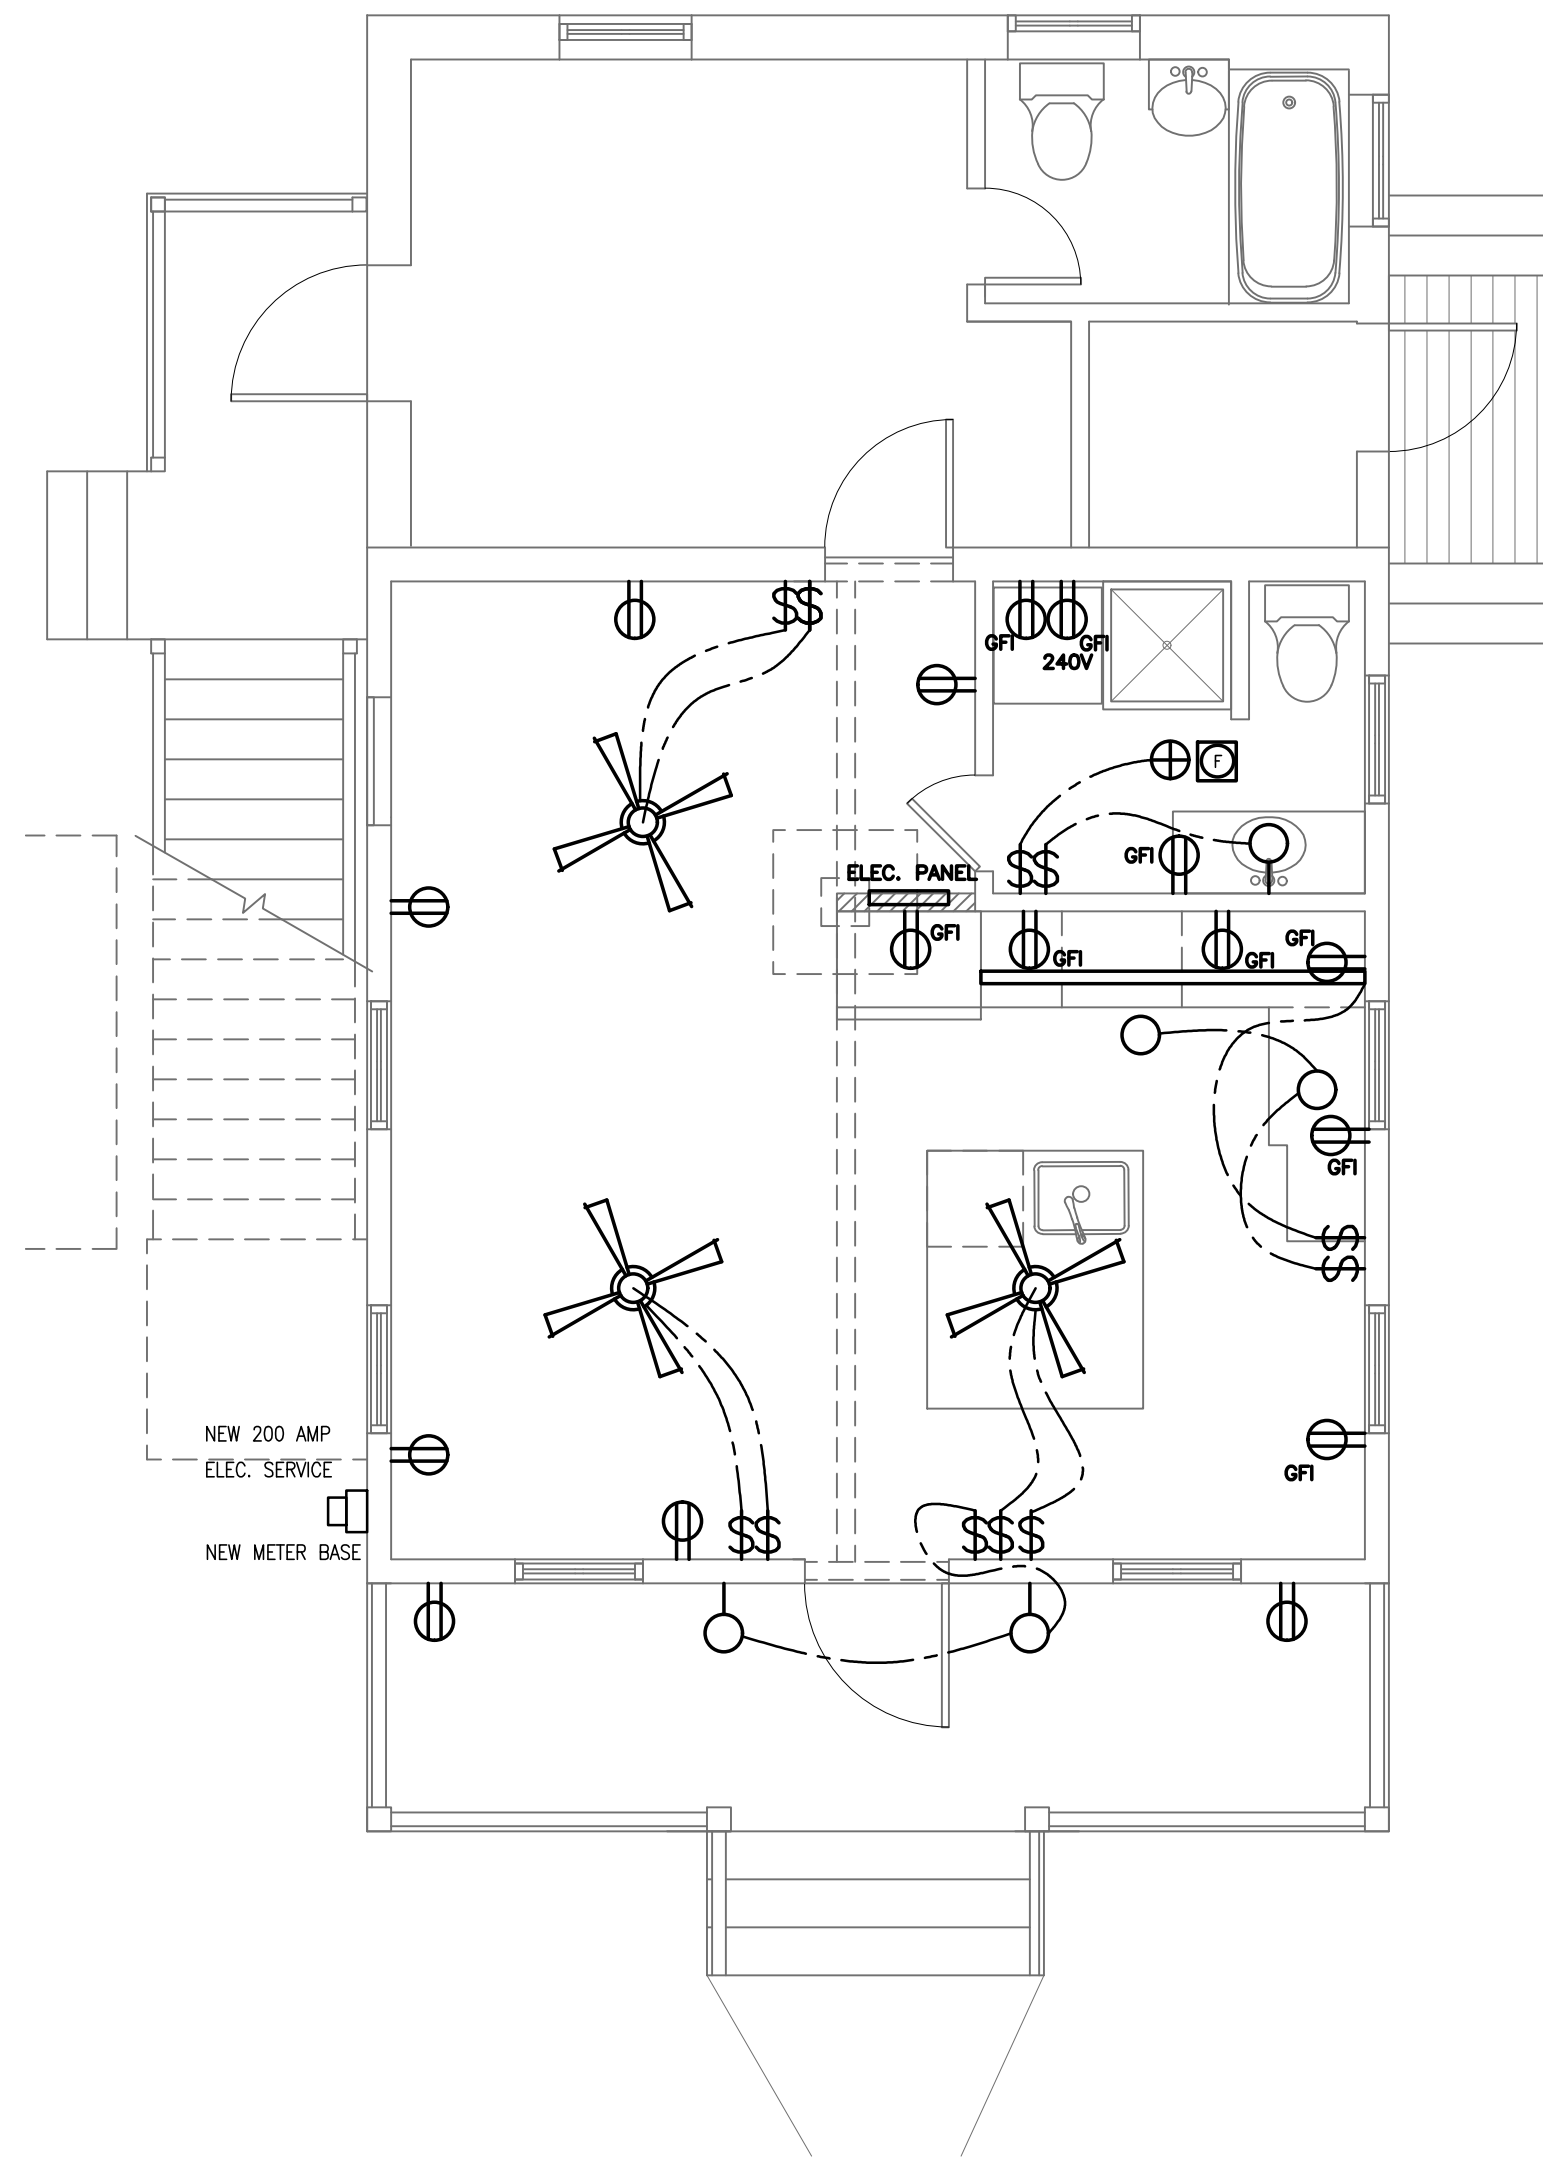 GFI
GFI
240V
F
GFI
ELEC. PANEL
GFI
GFI
GFI
GFI
GFI
NEW 200 AMP
ELEC. SERVICE
GFI
NEW METER BASE